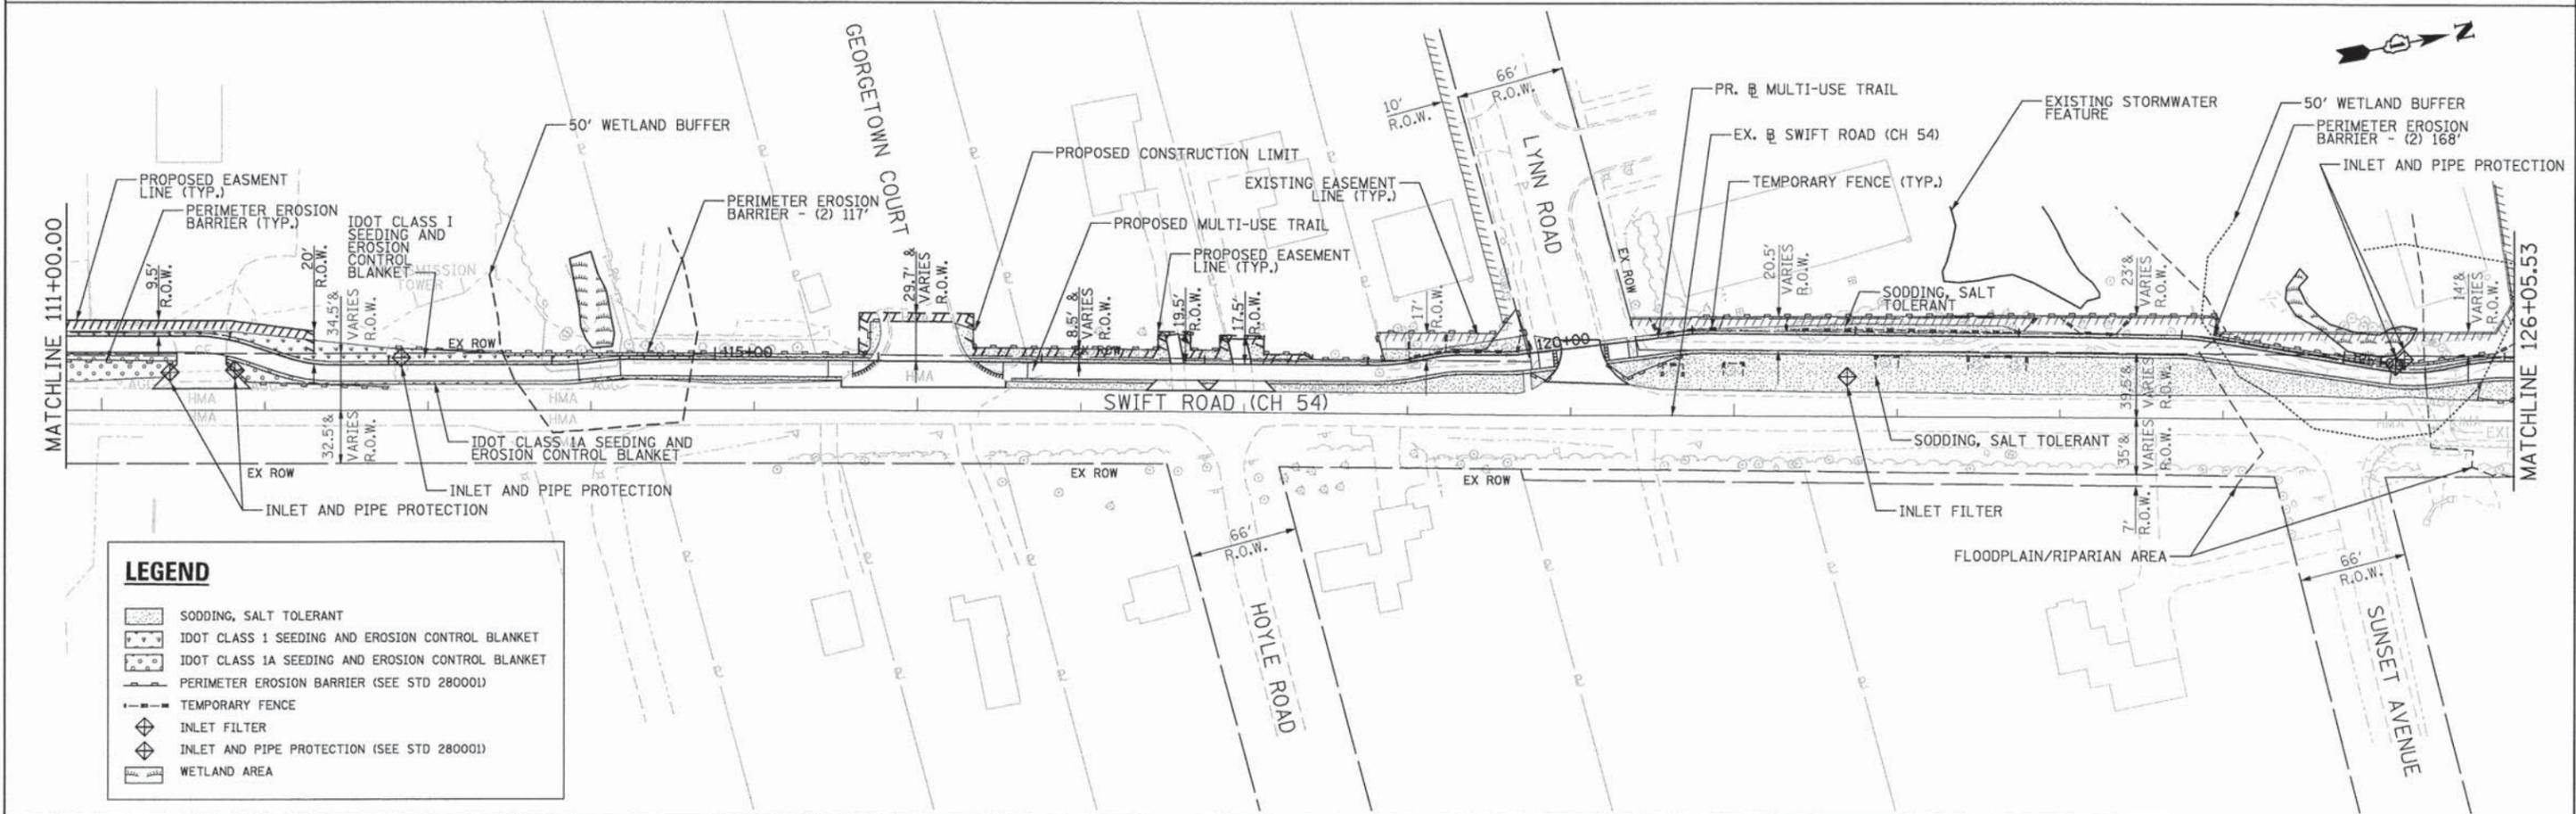 MATCHLINE 111+00.00
PROPOSED EASMENT
LINE (TYP.)
PERIMETER EROSION
BARRIER (TYP.)
9.5'
R.O.W.
20'
R.O.W.
IDOT CLASS I
SEEDING AND
EROSION
CONTROL
BLANKET
TOWER
34.5'&
VARIES
R.O.W.
32.5'&
VARIES
R.O.W.
EX ROW
50' WETLAND BUFFER
PERIMETER EROSION
BARRIER - (2) 117'
115+00
GEORGETOWN COURT
29.7' &
VARIES
R.O.W.
PROPOSED CONSTRUCTION LIMIT
PROPOSED MULTI-USE TRAIL
8.5' &
VARIES
R.O.W.
EX ROW
PROPOSED EASEMENT
LINE (TYP.)
19.5'
R.O.W.
17.5'
R.O.W.
EXISTING EASEMENT
LINE (TYP.)
17'
R.O.W.
10'
R.O.W.
66'
R.O.W.
LYNN ROAD
120+00
EX ROW
PR. ℄ MULTI-USE TRAIL
EX. ℄ SWIFT ROAD (CH 54)
TEMPORARY FENCE (TYP.)
20.5'
VARIES
R.O.W.
SODDING, SALT
TOLERANT
EXISTING STORMWATER
FEATURE
23'&
VARIES
R.O.W.
50' WETLAND BUFFER
PERIMETER EROSION
BARRIER - (2) 168'
INLET AND PIPE PROTECTION
14'&
VARIES
R.O.W.
N
MATCHLINE 126+05.53
HMA
HMA
HMA
HMA
HMA
SWIFT ROAD (CH 54)
39.5'&
VARIES
R.O.W.
35'&
VARIES
R.O.W.
7'
R.O.W.
IDOT CLASS 1A SEEDING AND
EROSION CONTROL BLANKET
INLET AND PIPE PROTECTION
EX ROW
INLET AND PIPE PROTECTION
EX ROW
EX ROW
SODDING, SALT TOLERANT
INLET FILTER
FLOODPLAIN/RIPARIAN AREA
66'
R.O.W.
HOYLE ROAD
66'
R.O.W.
SUNSET AVENUE
LEGEND
SODDING, SALT TOLERANT
IDOT CLASS 1 SEEDING AND EROSION CONTROL BLANKET
IDOT CLASS 1A SEEDING AND EROSION CONTROL BLANKET
PERIMETER EROSION BARRIER (SEE STD 280001)
TEMPORARY FENCE
INLET FILTER
INLET AND PIPE PROTECTION (SEE STD 280001)
WETLAND AREA